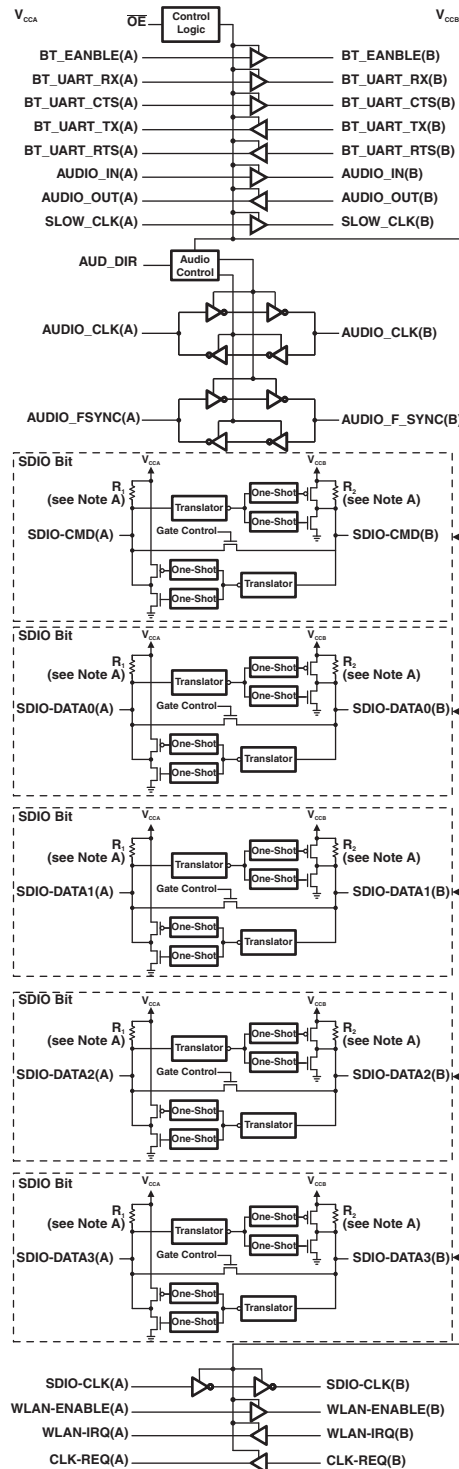 VCCA OE Control Logic VCCB
BT_EANBLE(A) BT_EANBLE(B)
BT_UART_RX(A) BT_UART_RX(B)
BT_UART_CTS(A) BT_UART_CTS(B)
BT_UART_TX(A) BT_UART_TX(B)
BT_UART_RTS(A) BT_UART_RTS(B)
AUDIO_IN(A) AUDIO_IN(B)
AUDIO_OUT(A) AUDIO_OUT(B)
SLOW_CLK(A) SLOW_CLK(B)
AUD_DIR Audio Control
AUDIO_CLK(A) AUDIO_CLK(B)
AUDIO_FSYNC(A) AUDIO_F_SYNC(B)
SDIO Bit
VCCA VCCB
R1 R2
(see Note A) Translator One-Shot (see Note A)
One-Shot
Gate Control
SDIO-CMD(A) SDIO-CMD(B)
One-Shot
One-Shot Translator
SDIO Bit
VCCA VCCB
R1 R2
(see Note A) Translator One-Shot (see Note A)
One-Shot
Gate Control
SDIO-DATA0(A) SDIO-DATA0(B)
One-Shot
One-Shot Translator
SDIO Bit
VCCA VCCB
R1 R2
(see Note A) Translator One-Shot (see Note A)
One-Shot
Gate Control
SDIO-DATA1(A) SDIO-DATA1(B)
One-Shot
One-Shot Translator
SDIO Bit
VCCA VCCB
R1 R2
(see Note A) Translator One-Shot (see Note A)
One-Shot
Gate Control
SDIO-DATA2(A) SDIO-DATA2(B)
One-Shot
One-Shot Translator
SDIO Bit
VCCA VCCB
R1 R2
(see Note A) Translator One-Shot (see Note A)
One-Shot
Gate Control
SDIO-DATA3(A) SDIO-DATA3(B)
One-Shot
One-Shot Translator
SDIO-CLK(A) SDIO-CLK(B)
WLAN-ENABLE(A) WLAN-ENABLE(B)
WLAN-IRQ(A) WLAN-IRQ(B)
CLK-REQ(A) CLK-REQ(B)